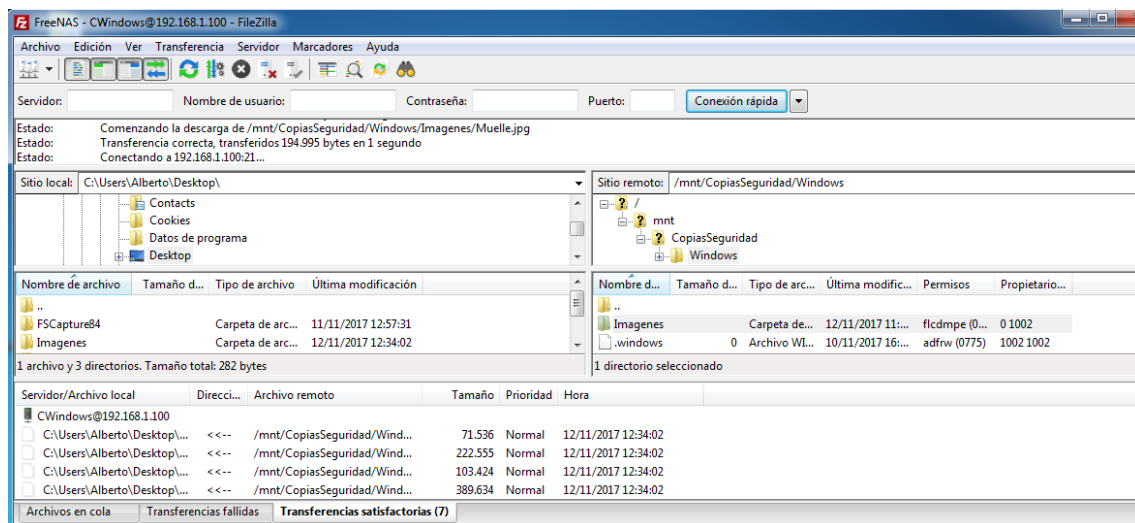 FreeNAS - CWindows@192.168.1.100 - FileZilla
Archivo Edición Ver Transferencia Servidor Marcadores Ayuda
Servidor: Nombre de usuario: Contraseña: Puerto: Conexión rápida
Estado: Comenzando la descarga de /mnt/CopiasSeguridad/Windows/Imagenes/Muelle.jpg
Estado: Transferencia correcta, transferidos 194.995 bytes en 1 segundo
Estado: Conectando a 192.168.1.100:21...
Sitio local: C:\Users\Alberto\Desktop\
Contacts
Cookies
Datos de programa
Desktop
Sitio remoto: /mnt/CopiasSeguridad/Windows
/
mnt
CopiasSeguridad
Windows
Nombre de archivo Tamaño d... Tipo de archivo Última modificación
..
FSCapture84 Carpeta de arc... 11/11/2017 12:57:31
Imagenes Carpeta de arc... 12/11/2017 12:34:02
1 archivo y 3 directorios. Tamaño total: 282 bytes
Nombre d... Tamaño d... Tipo de arc... Última modific... Permisos Propietario...
..
Imagenes Carpeta de... 12/11/2017 11:... flcdmpe (0... 0 1002
.windows 0 Archivo WI... 10/11/2017 16:... adfrw (0775) 1002 1002
1 directorio seleccionado
Servidor/Archivo local Direcci... Archivo remoto Tamaño Prioridad Hora
CWindows@192.168.1.100
C:\Users\Alberto\Desktop\... <<-- /mnt/CopiasSeguridad/Wind... 71.536 Normal 12/11/2017 12:34:02
C:\Users\Alberto\Desktop\... <<-- /mnt/CopiasSeguridad/Wind... 222.555 Normal 12/11/2017 12:34:02
C:\Users\Alberto\Desktop\... <<-- /mnt/CopiasSeguridad/Wind... 103.424 Normal 12/11/2017 12:34:02
C:\Users\Alberto\Desktop\... <<-- /mnt/CopiasSeguridad/Wind... 389.634 Normal 12/11/2017 12:34:02
Archivos en cola Transferencias fallidas Transferencias satisfactorias (7)